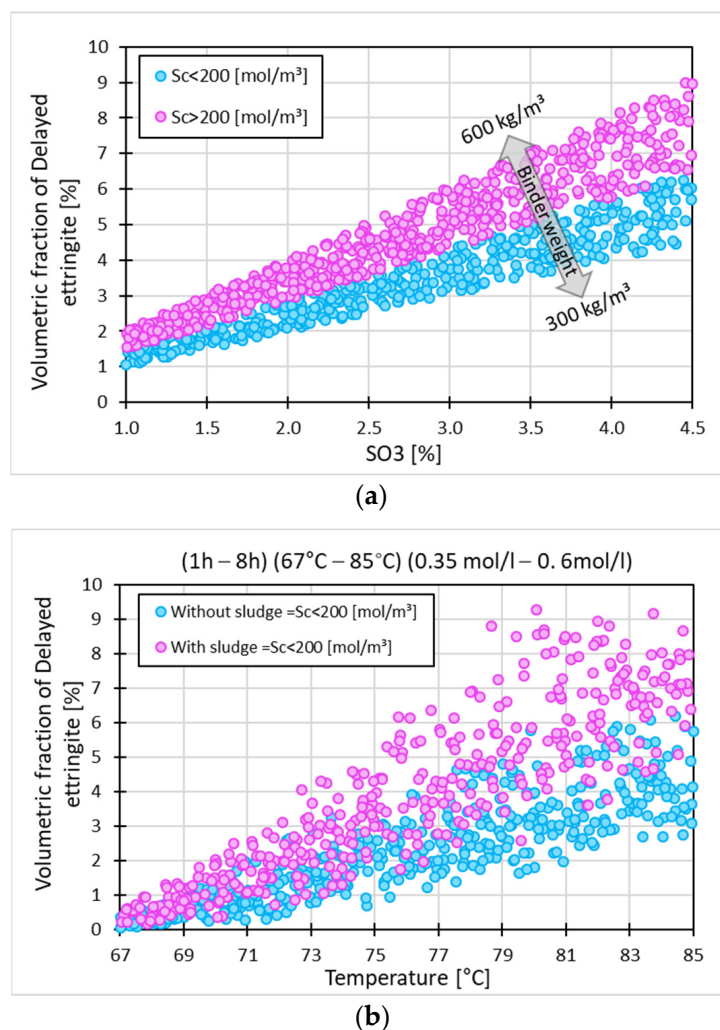 10
9
8
7
6
5
4
3
2
1
0
Volumetric fraction of Delayed
ettringite [%]
Sc<200 [mol/m³]
Sc>200 [mol/m³]
600 kg/m³
Binder weight
300 kg/m³
1.0 1.5 2.0 2.5 3.0 3.5 4.0 4.5
SO3 [%]
(a)
(1h – 8h) (67°C – 85°C) (0.35 mol/l – 0. 6mol/l)
10
9
8
7
6
5
4
3
2
1
0
Volumetric fraction of Delayed
ettringite [%]
Without sludge =Sc<200 [mol/m³]
With sludge =Sc<200 [mol/m³]
67 69 71 73 75 77 79 81 83 85
Temperature [°C]
(b)